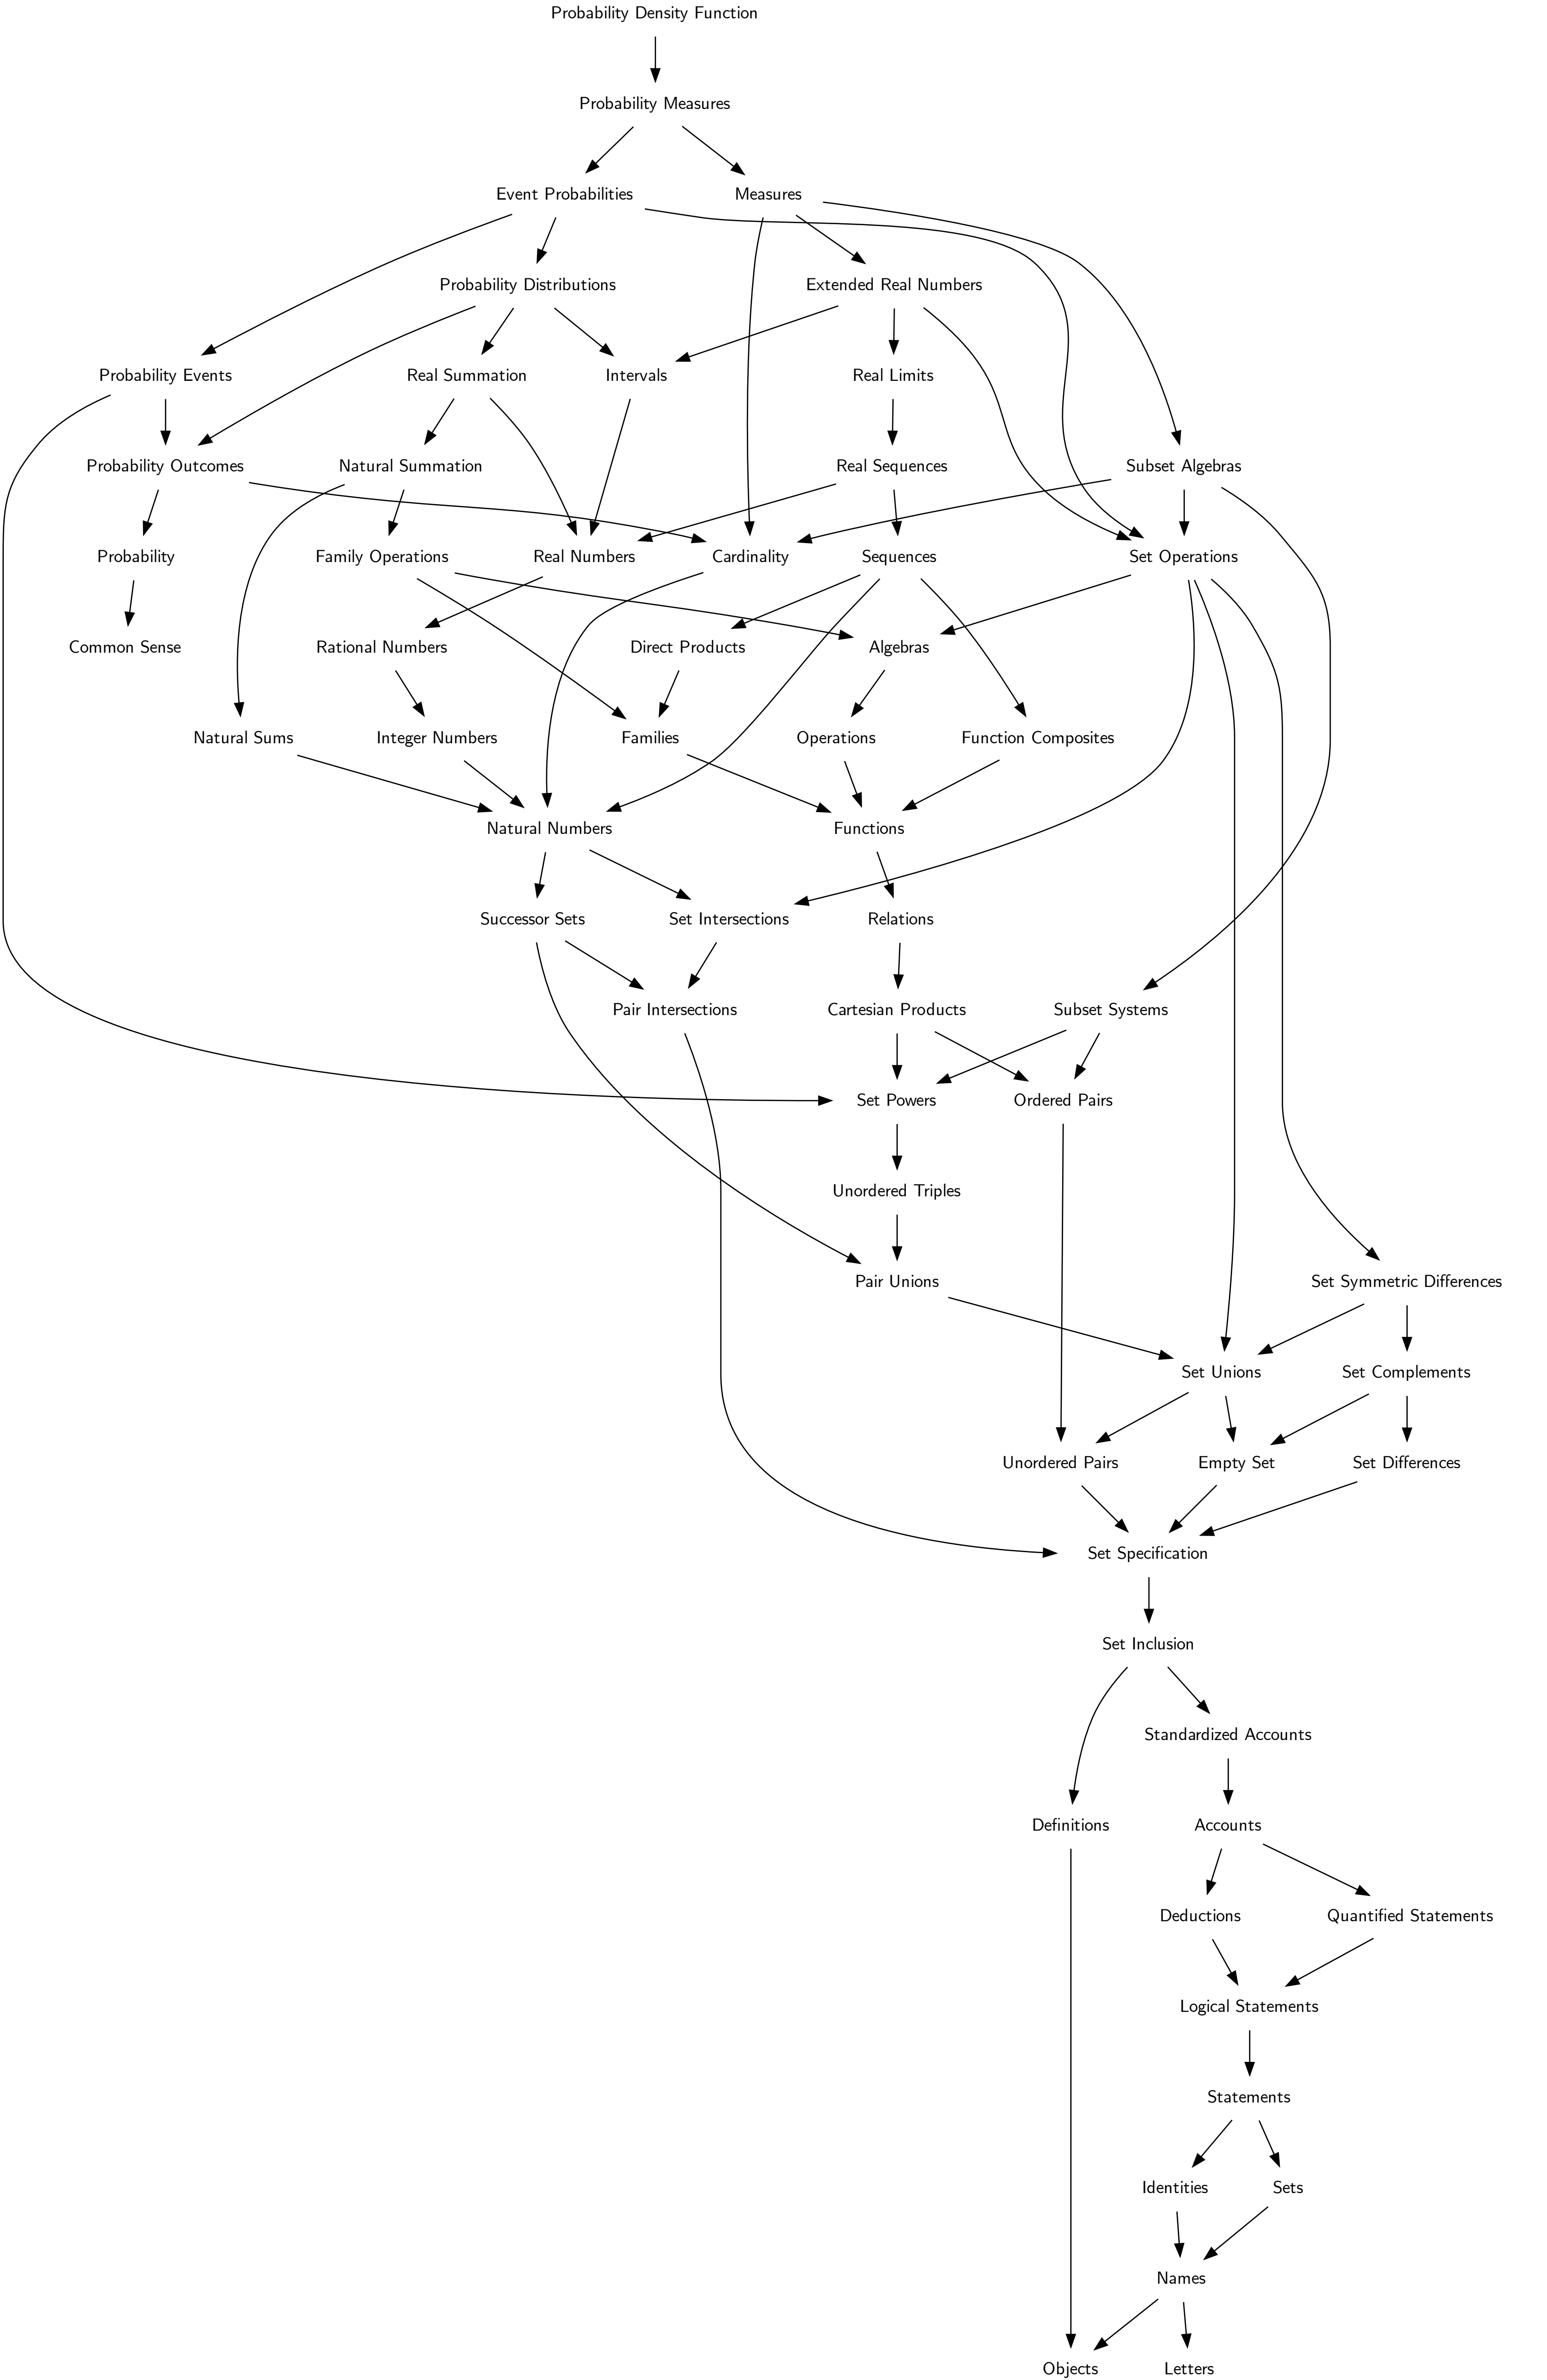 Probability Density Function
Probability Measures
Event Probabilities
Measures
Probability Distributions
Extended Real Numbers
Probability Events
Real Summation
Intervals
Real Limits
Probability Outcomes
Natural Summation
Real Sequences
Subset Algebras
Probability
Family Operations
Real Numbers
Cardinality
Sequences
Set Operations
Common Sense
Rational Numbers
Direct Products
Algebras
Natural Sums
Integer Numbers
Families
Operations
Function Composites
Natural Numbers
Functions
Successor Sets
Set Intersections
Relations
Pair Intersections
Cartesian Products
Subset Systems
Set Powers
Ordered Pairs
Unordered Triples
Pair Unions
Set Symmetric Differences
Set Unions
Set Complements
Unordered Pairs
Empty Set
Set Differences
Set Specification
Set Inclusion
Standardized Accounts
Definitions
Accounts
Deductions
Quantified Statements
Logical Statements
Statements
Identities
Sets
Names
Objects
Letters